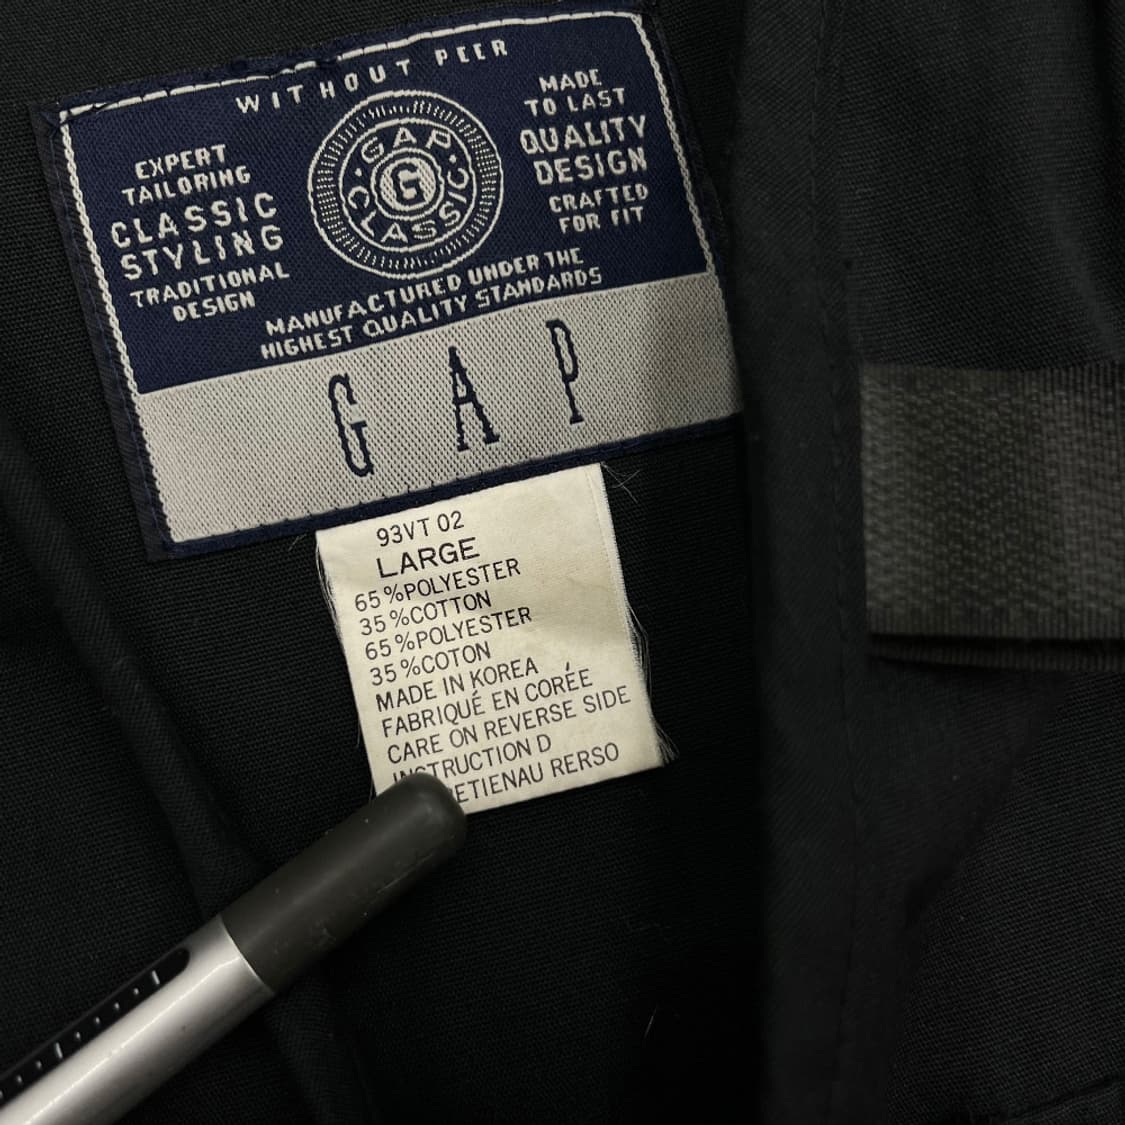 WITHOUT PEER
EXPERT
TAILORING
CLASSIC
STYLING
TRADITIONAL
DESIGN
GAP
G
CLASSIC
MADE
TO LAST
QUALITY
DESIGN
CRAFTED
FOR FIT
MANUFACTURED UNDER THE
HIGHEST QUALITY STANDARDS
GAP
93VT 02
LARGE
65%POLYESTER
35%COTTON
65%POLYESTER
35%COTON
MADE IN KOREA
FABRIQUÉ EN CORÉE
CARE ON REVERSE SIDE
INSTRUCTION D
ETIENAU RERSO